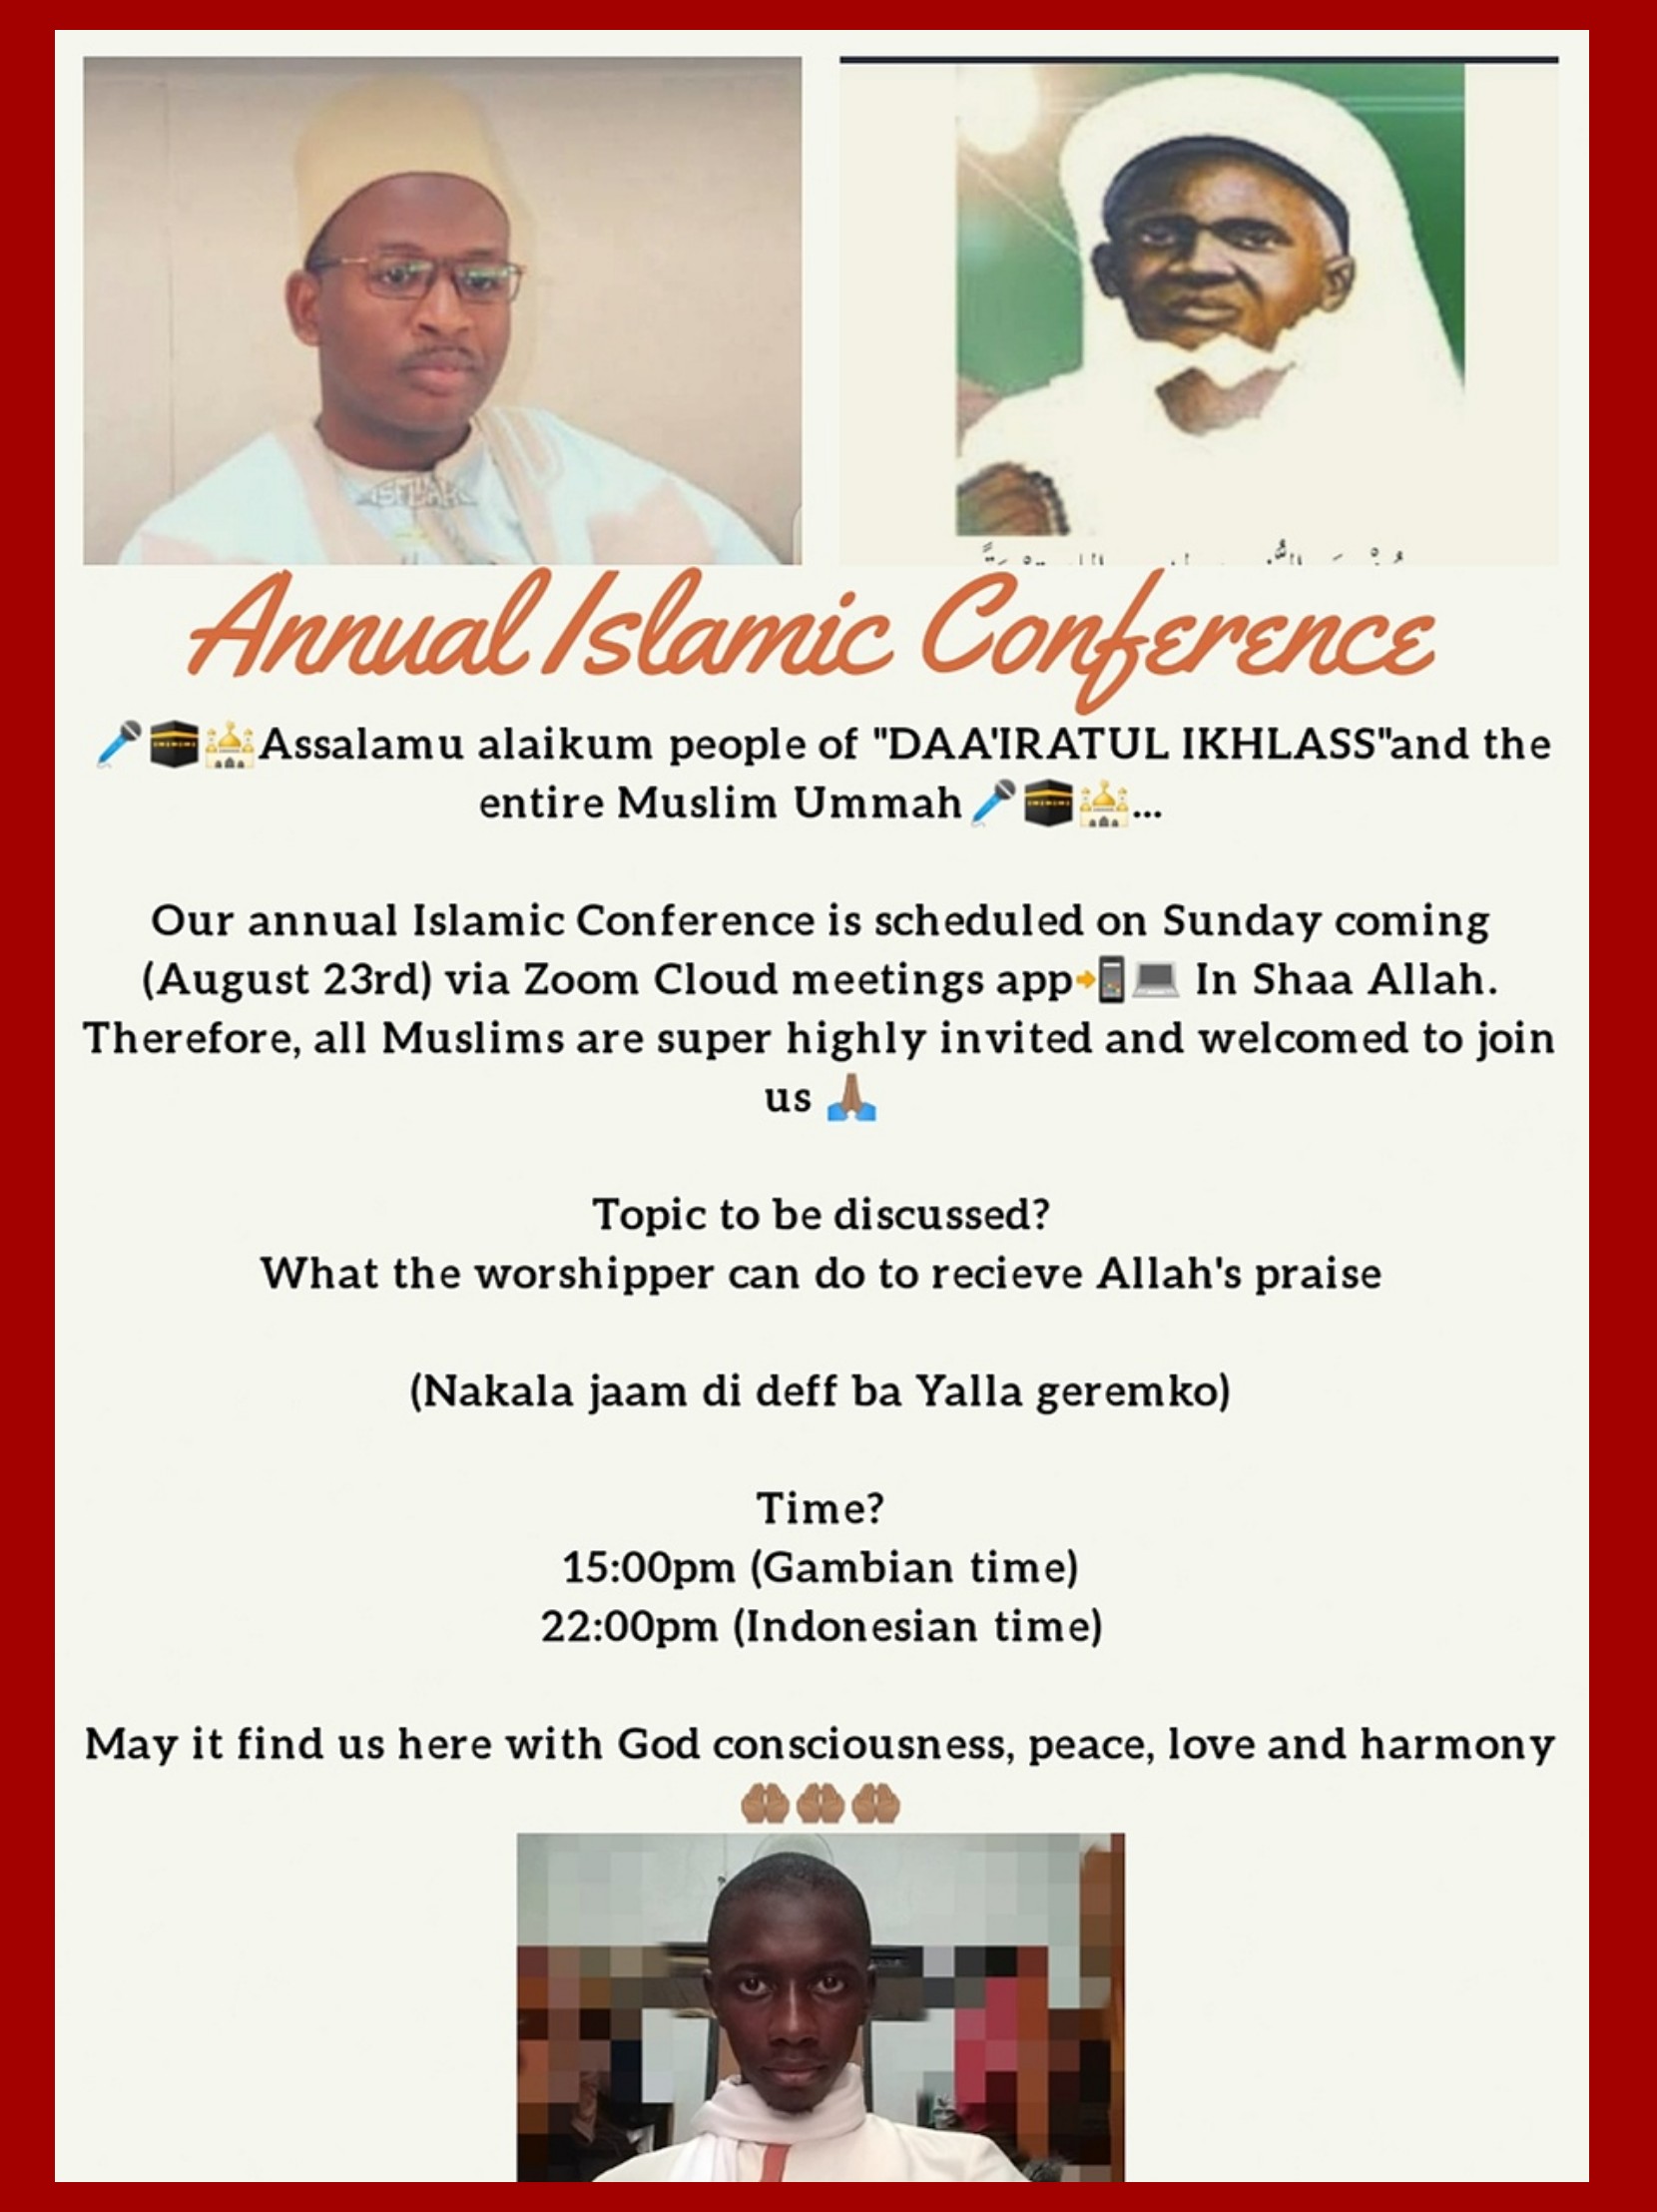 Annual Islamic Conference
🎤🕋🕌Assalamu alaikum people of "DAA'IRATUL IKHLASS"and the
entire Muslim Ummah🎤🕋🕌...
Our annual Islamic Conference is scheduled on Sunday coming
(August 23rd) via Zoom Cloud meetings app📲💻 In Shaa Allah.
Therefore, all Muslims are super highly invited and welcomed to join
us 🙏🏽
Topic to be discussed?
What the worshipper can do to recieve Allah's praise
(Nakala jaam di deff ba Yalla geremko)
Time?
15:00pm (Gambian time)
22:00pm (Indonesian time)
May it find us here with God consciousness, peace, love and harmony
🤲🏽🤲🏽🤲🏽